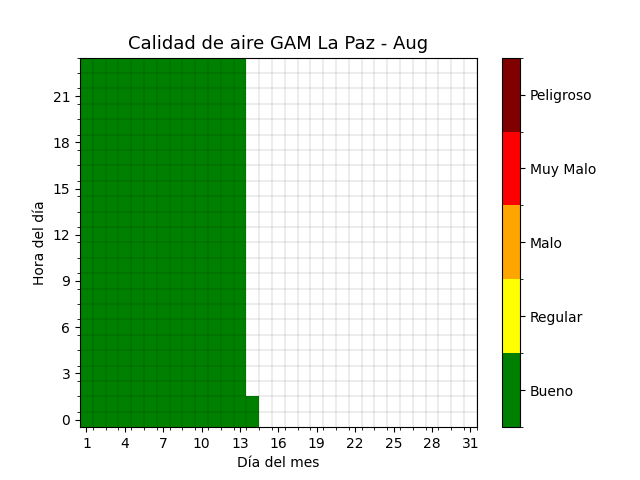 Calidad de aire GAM La Paz - Aug
Hora del día
21
18
15
12
9
6
3
0
1 4 7 10 13 16 19 22 25 28 31
Día del mes
Peligroso
Muy Malo
Malo
Regular
Bueno